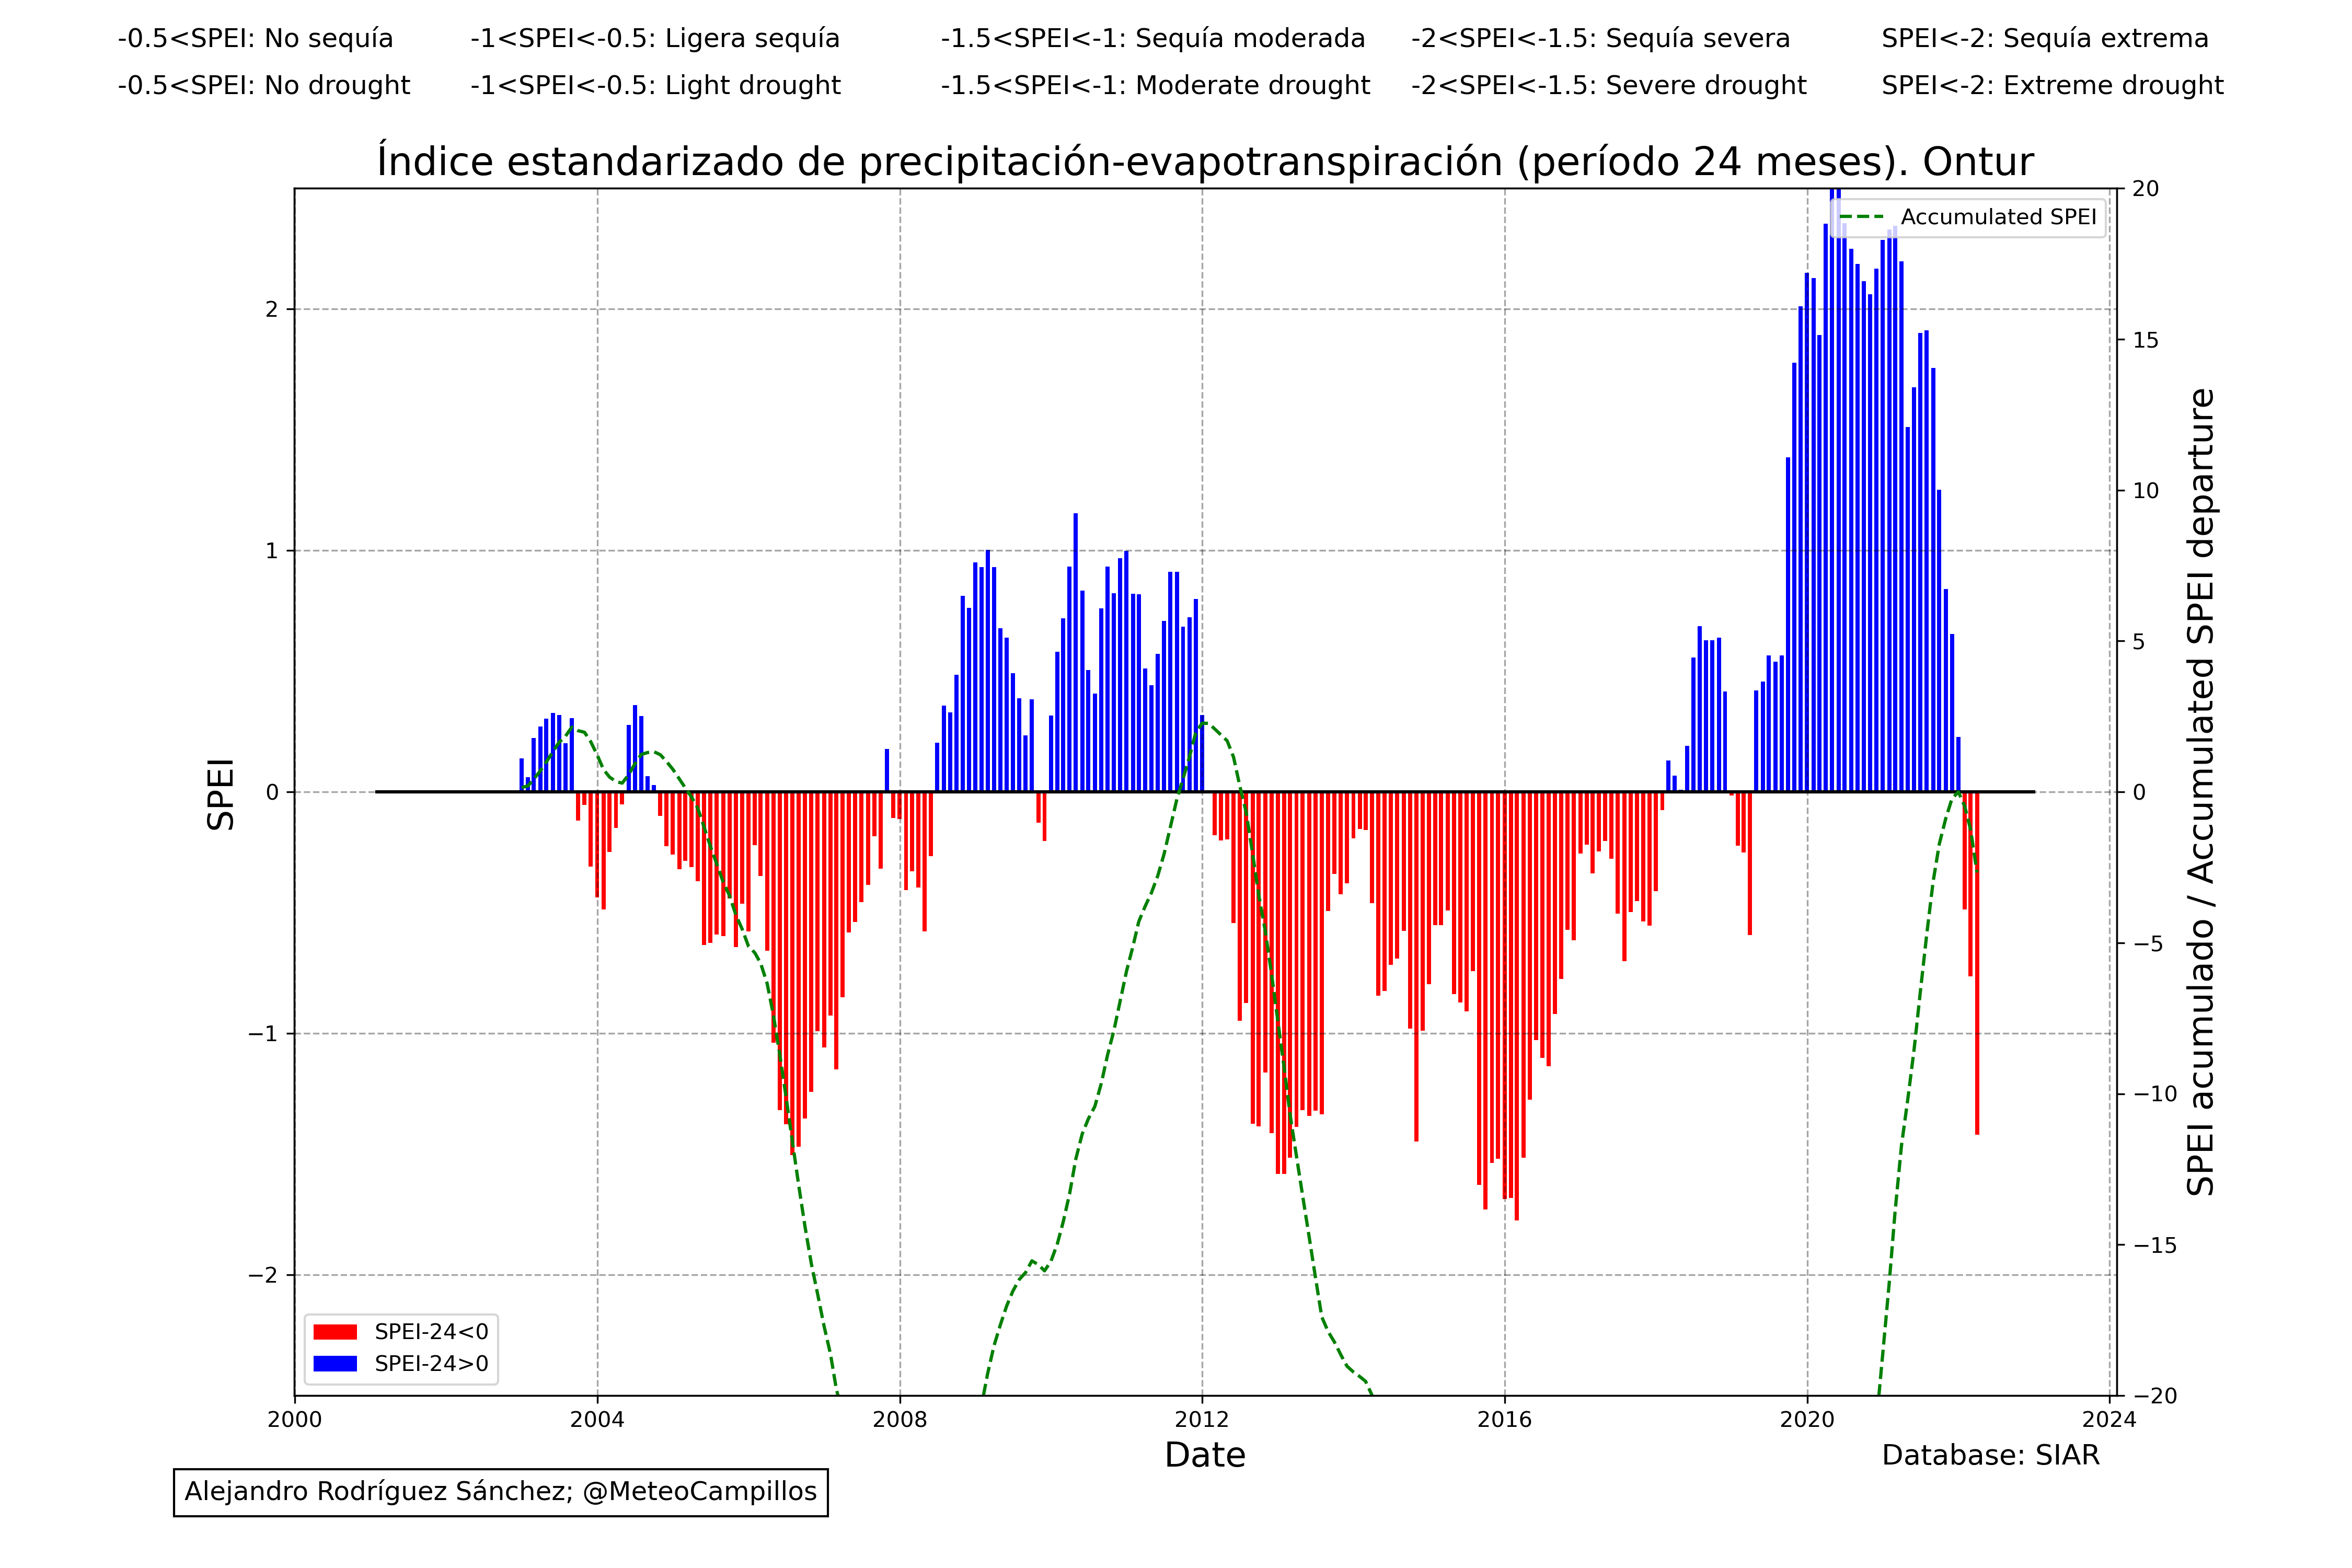 -0.5<SPEI: No sequía -1<SPEI<-0.5: Ligera sequía -1.5<SPEI<-1: Sequía moderada -2<SPEI<-1.5: Sequía severa SPEI<-2: Sequía extrema
-0.5<SPEI: No drought -1<SPEI<-0.5: Light drought -1.5<SPEI<-1: Moderate drought -2<SPEI<-1.5: Severe drought SPEI<-2: Extreme drought
Índice estandarizado de precipitación-evapotranspiración (período 24 meses). Ontur
Accumulated SPEI
SPEI
2
1
0
−1
−2
20
15
10
5
0
−5
−10
−15
−20
SPEI acumulado / Accumulated SPEI departure
SPEI-24<0
SPEI-24>0
2000 2004 2008 2012 2016 2020 2024
Date
Database: SIAR
Alejandro Rodríguez Sánchez; @MeteoCampillos